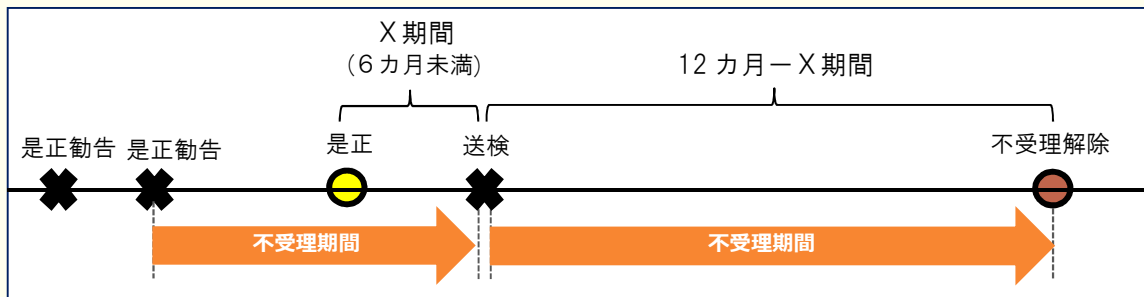 X期間
(6カ月未満)
12カ月－X期間
是正勧告
是正勧告
是正
送検
不受理解除
不受理期間
不受理期間